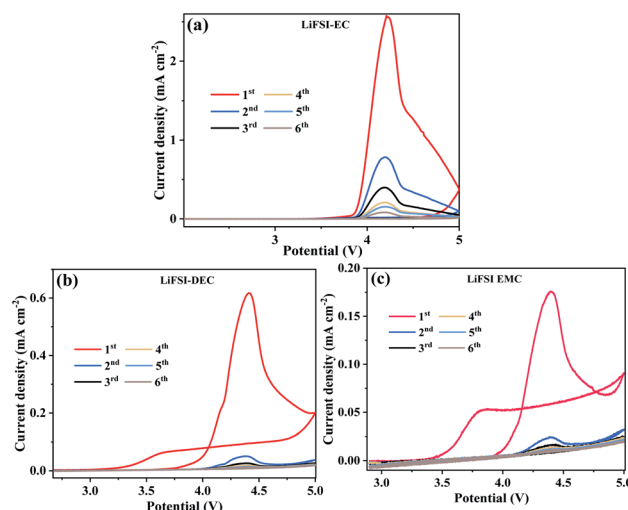 (a)
LiFSI-EC
1st 4th
2nd 5th
3rd 6th
Current density (mA cm-2)
2
1
0
3 4 5
Potential (V)
(b)
LiFSI-DEC
1st 4th
2nd 5th
3rd 6th
Current density (mA cm-2)
0.6
0.4
0.2
0.0
3.0 3.5 4.0 4.5 5.0
Potential (V)
(c)
LiFSI EMC
1st 4th
2nd 5th
3rd 6th
Current density (mA cm-2)
0.20
0.15
0.10
0.05
0.00
3.0 3.5 4.0 4.5 5.0
Potential (V)